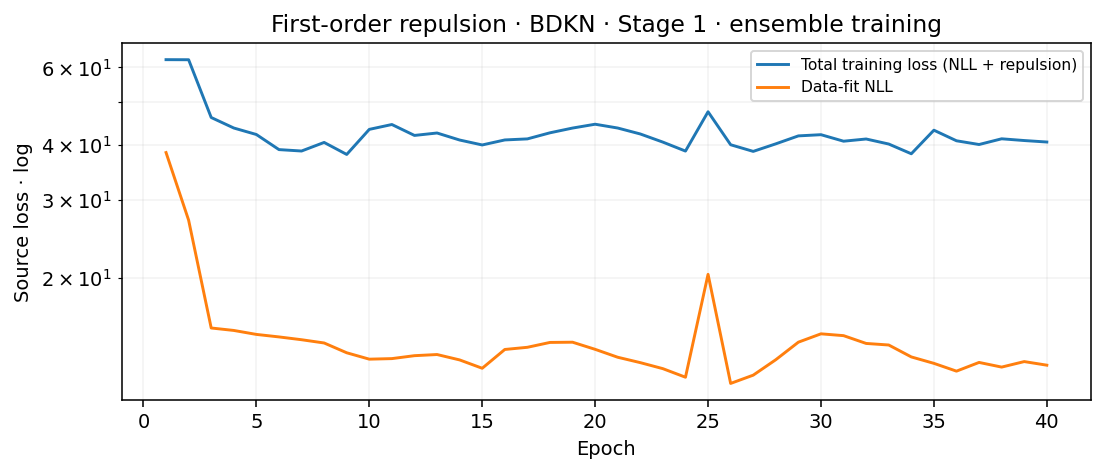 First-order repulsion · BDKN · Stage 1 · ensemble training
Total training loss (NLL + repulsion)
Data-fit NLL
Source loss · log
6 × 10¹
4 × 10¹
3 × 10¹
2 × 10¹
0 5 10 15 20 25 30 35 40
Epoch